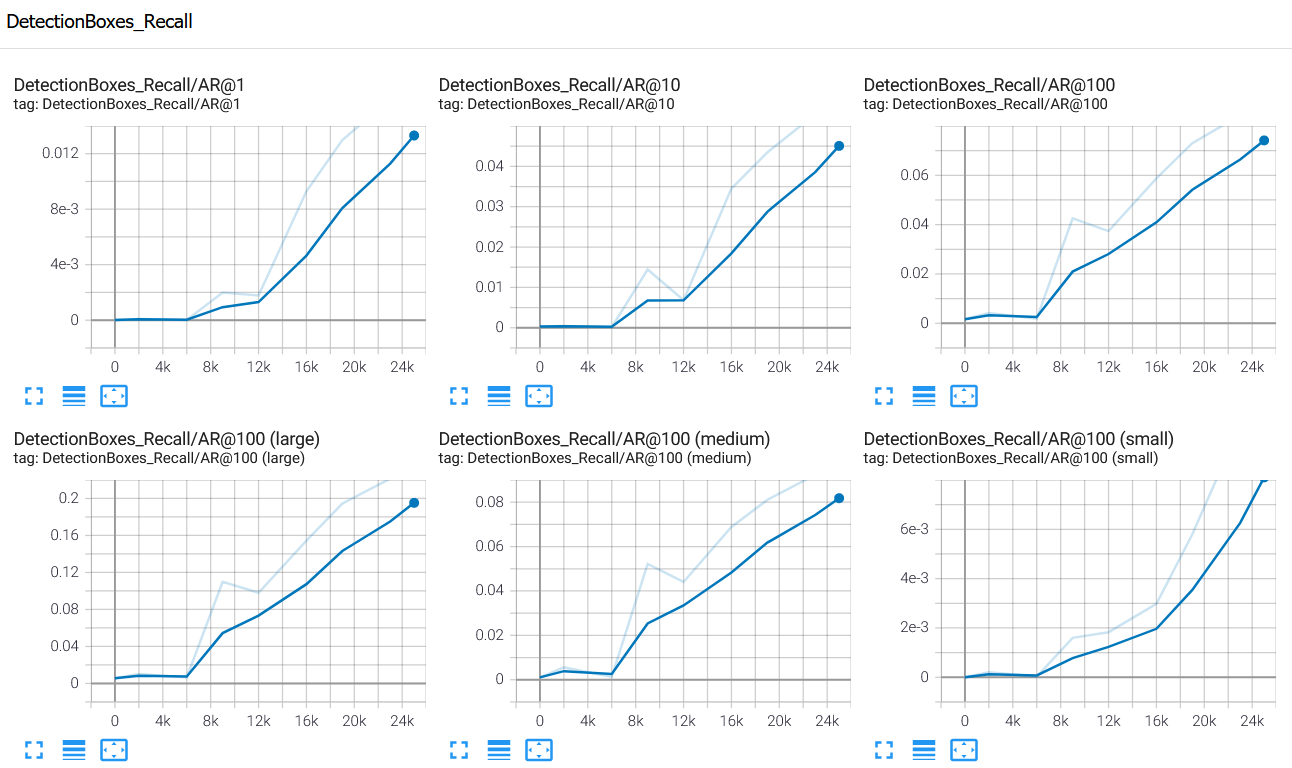 DetectionBoxes_Recall
DetectionBoxes_Recall/AR@1
tag: DetectionBoxes_Recall/AR@1
0.012
8e-3
4e-3
0
0 4k 8k 12k 16k 20k 24k
DetectionBoxes_Recall/AR@10
tag: DetectionBoxes_Recall/AR@10
0.04
0.03
0.02
0.01
0
0 4k 8k 12k 16k 20k 24k
DetectionBoxes_Recall/AR@100
tag: DetectionBoxes_Recall/AR@100
0.06
0.04
0.02
0
0 4k 8k 12k 16k 20k 24k
DetectionBoxes_Recall/AR@100 (large)
tag: DetectionBoxes_Recall/AR@100 (large)
0.2
0.16
0.12
0.08
0.04
0
0 4k 8k 12k 16k 20k 24k
DetectionBoxes_Recall/AR@100 (medium)
tag: DetectionBoxes_Recall/AR@100 (medium)
0.08
0.06
0.04
0.02
0
0 4k 8k 12k 16k 20k 24k
DetectionBoxes_Recall/AR@100 (small)
tag: DetectionBoxes_Recall/AR@100 (small)
6e-3
4e-3
2e-3
0
0 4k 8k 12k 16k 20k 24k